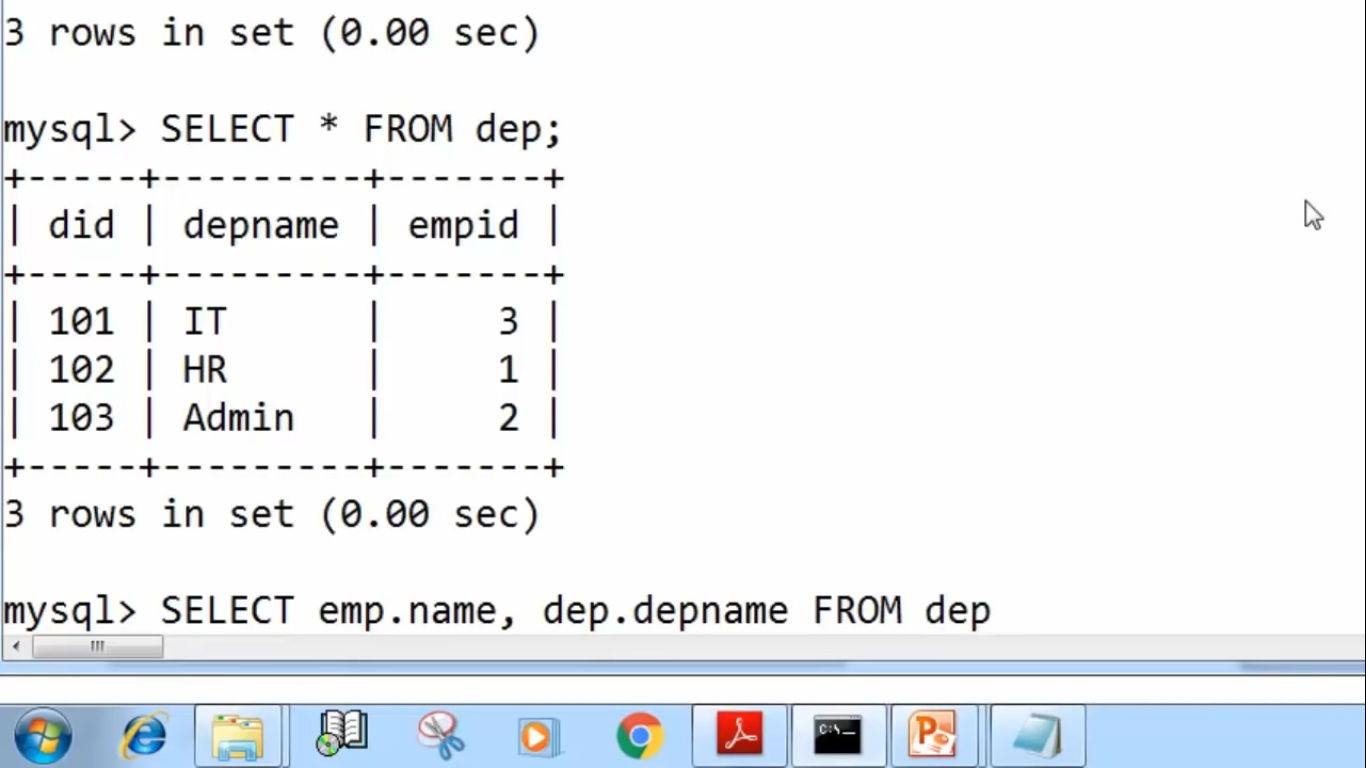 3 rows in set (0.00 sec)
mysql> SELECT * FROM dep;
+-----+---------+-------+
| did | depname | empid |
+-----+---------+-------+
| 101 | IT      |     3 |
| 102 | HR      |     1 |
| 103 | Admin   |     2 |
+-----+---------+-------+
3 rows in set (0.00 sec)
mysql> SELECT emp.name, dep.depname FROM dep
C:\_